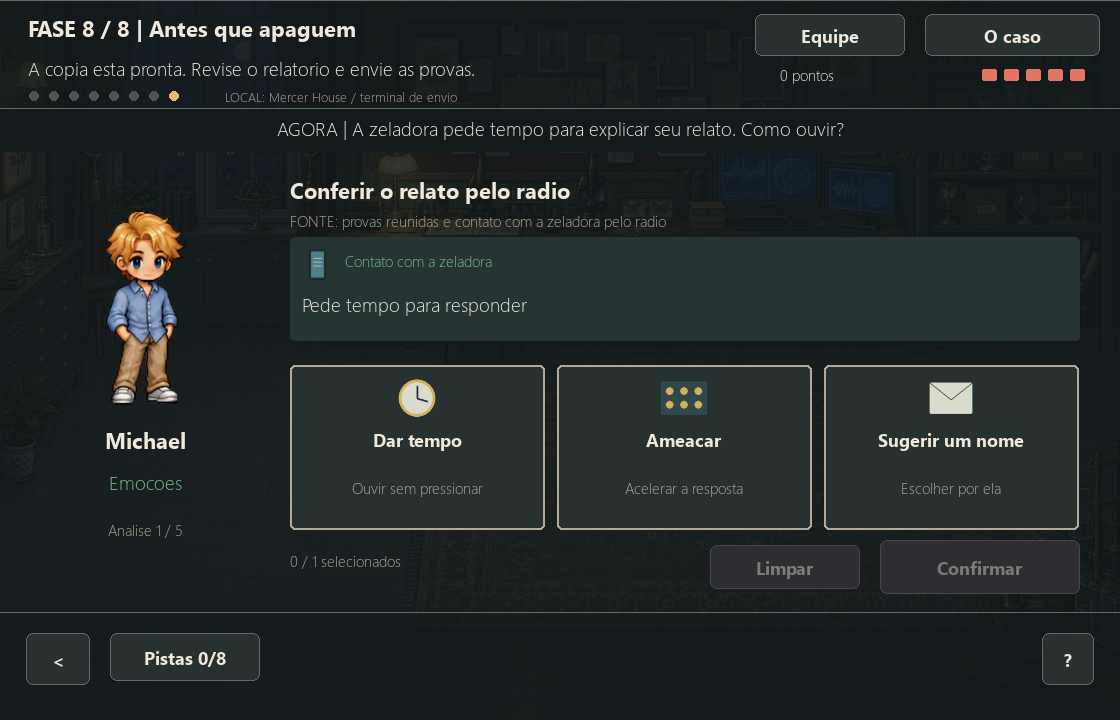 FASE 8 / 8 | Antes que apaguem
Equipe
O caso
A copia esta pronta. Revise o relatorio e envie as provas.
0 pontos
LOCAL: Mercer House / terminal de envio
AGORA | A zeladora pede tempo para explicar seu relato. Como ouvir?
Conferir o relato pelo radio
FONTE: provas reunidas e contato com a zeladora pelo radio
Contato com a zeladora
Pede tempo para responder
Michael
Emocoes
Analise 1 / 5
Dar tempo
Ouvir sem pressionar
Ameacar
Acelerar a resposta
Sugerir um nome
Escolher por ela
0 / 1 selecionados
Limpar
Confirmar
<
Pistas 0/8
?